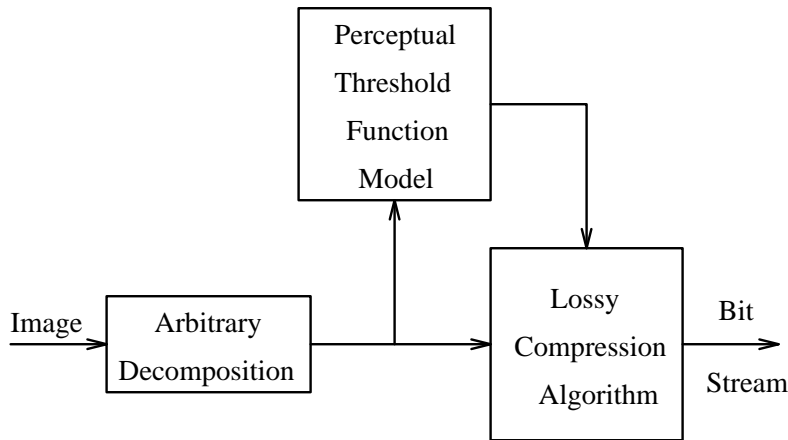 Perceptual
Threshold
Function
Model
Image
Arbitrary
Decomposition
Lossy
Compression
Algorithm
Bit
Stream